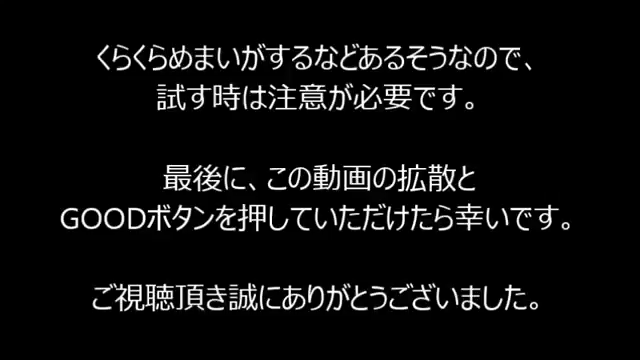 くらくらめまいがするなどあるそうなので、
試す時は注意が必要です。
最後に、この動画の拡散と
GOODボタンを押していただけたら幸いです。
ご視聴頂き誠にありがとうございました。